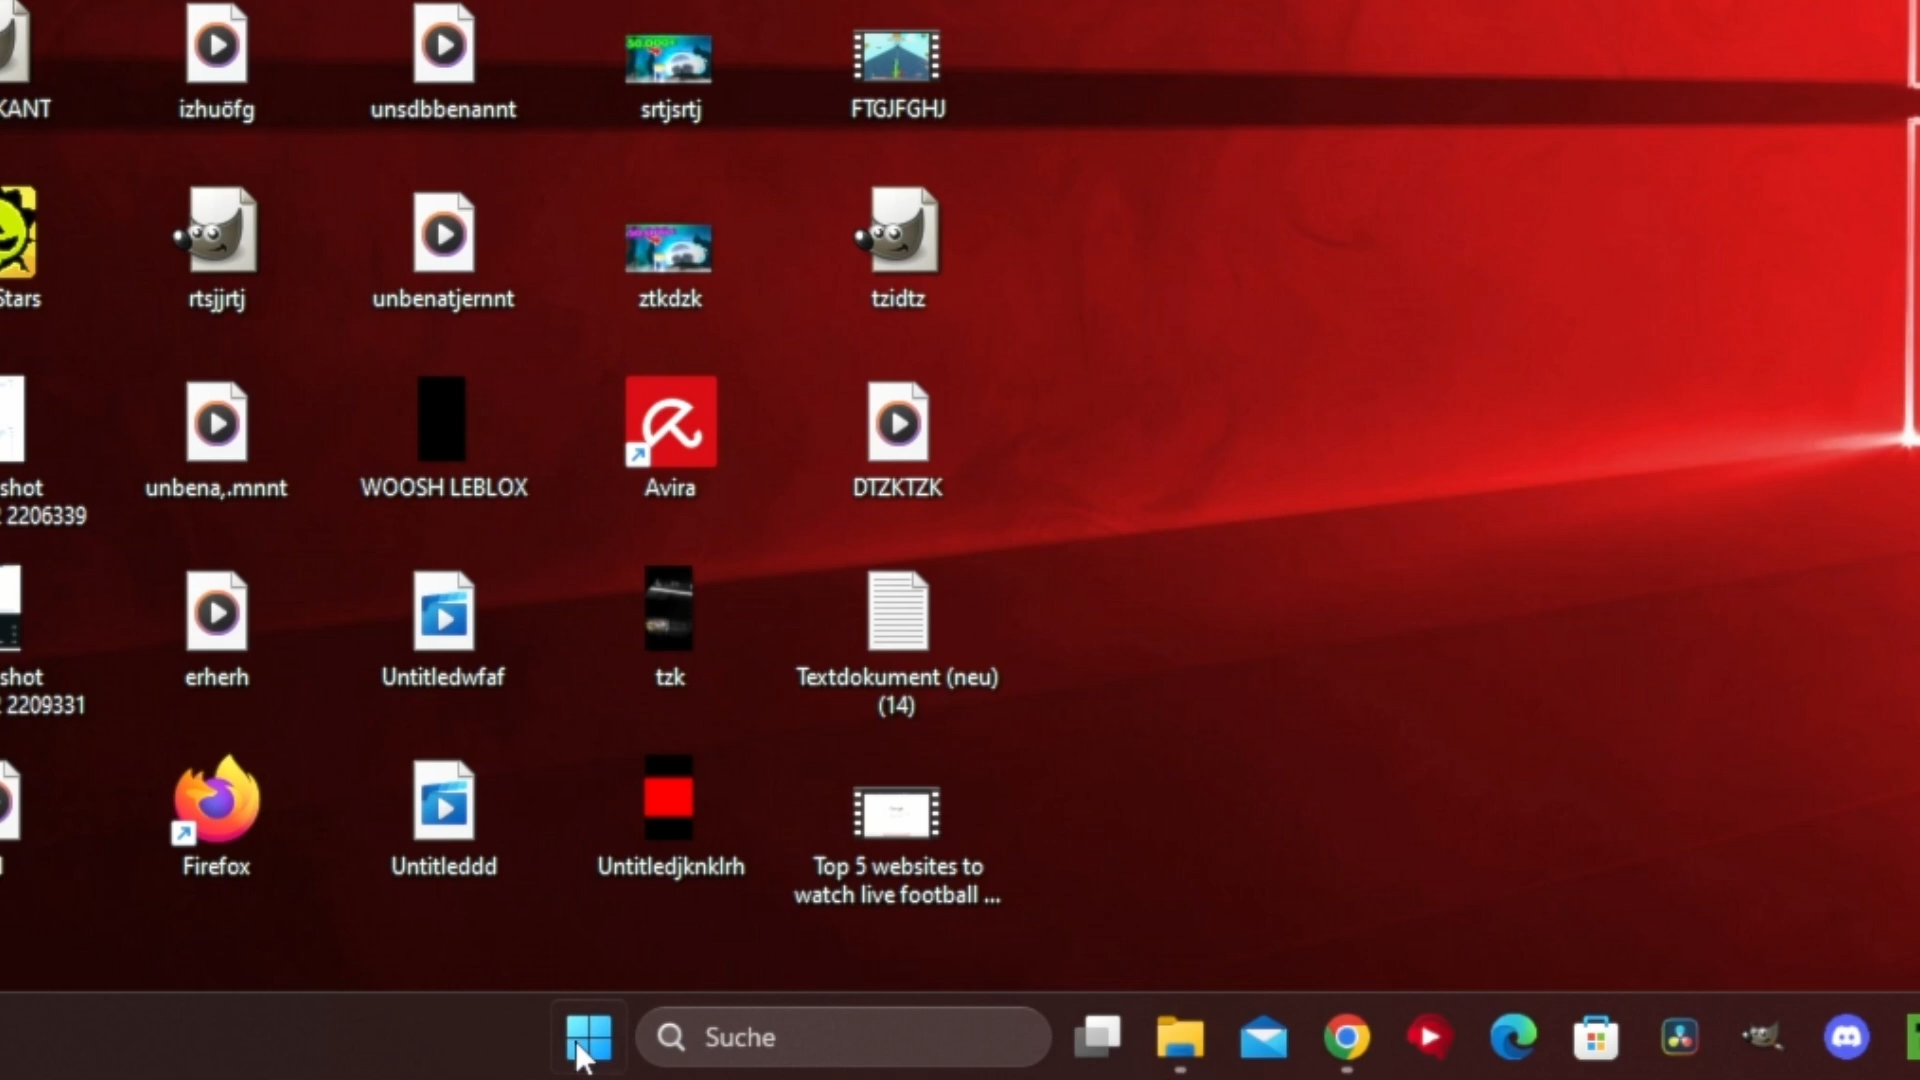 KANT
izhuöfg
unsdbbenannt
srtjsrtj
FTGJFGHJ
Stars
rtsjjrtj
unbenatjernnt
ztkdzk
tzidtz
shot
2206339
unbena,.mnnt
WOOSH LEBLOX
Avira
DTZKTZK
shot
2209331
erherh
Untitledwfaf
tzk
Textdokument (neu)
(14)
Firefox
Untitleddd
Untitledjknklrh
Top 5 websites to
watch live football ...
Suche